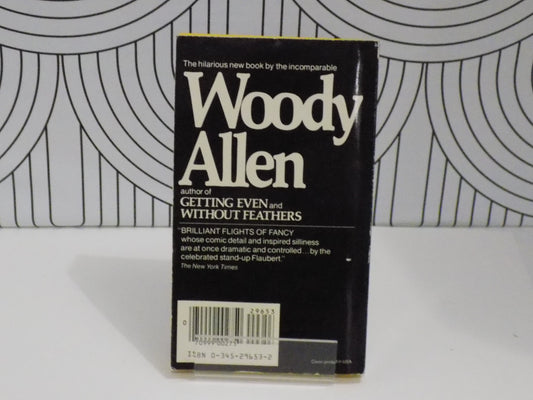 The hilarious new book by the incomparable
Woody
Allen
author of
GETTING EVEN and
WITHOUT FEATHERS
"BRILLIANT FLIGHTS OF FANCY
whose comic detail and inspired silliness
are at once dramatic and controlled...by the
celebrated stand-up Flaubert."
The New York Times
29653
0
ISBN 0-345-29653-2